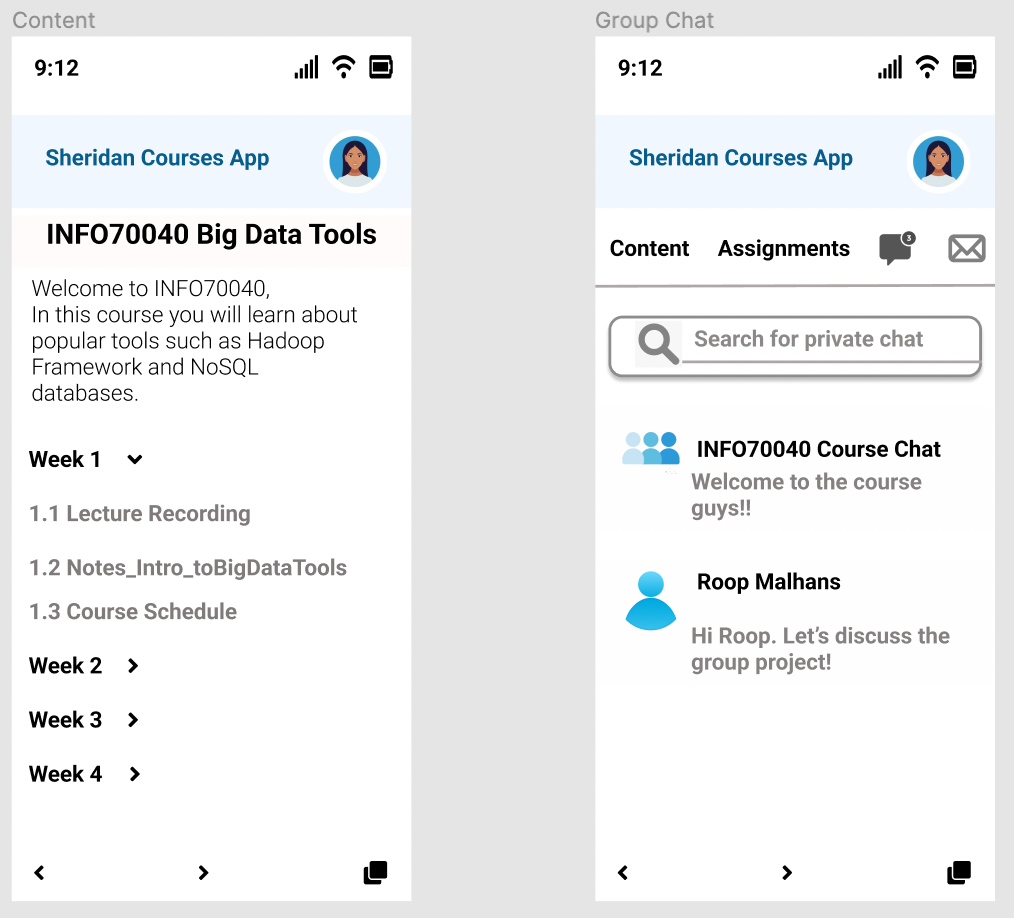 Content
9:12
Sheridan Courses App
INFO70040 Big Data Tools
Welcome to INFO70040,
In this course you will learn about
popular tools such as Hadoop
Framework and NoSQL
databases.
Week 1
1.1 Lecture Recording
1.2 Notes_Intro_toBigDataTools
1.3 Course Schedule
Week 2
Week 3
Week 4
Group Chat
9:12
Sheridan Courses App
Content Assignments 3
Search for private chat
INFO70040 Course Chat
Welcome to the course
guys!!
Roop Malhans
Hi Roop. Let’s discuss the
group project!